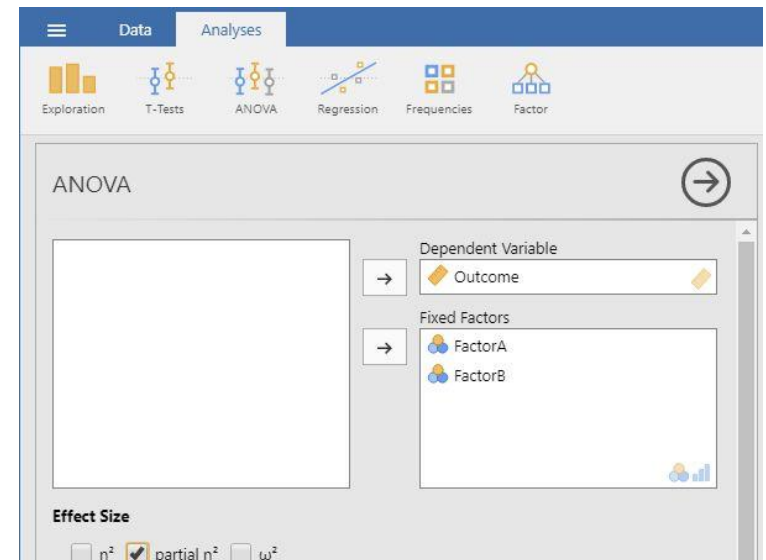 Data Analyses
Exploration T-Tests ANOVA Regression Frequencies Factor
ANOVA
Dependent Variable
Outcome
Fixed Factors
FactorA
FactorB
Effect Size
η² partial η² ω²